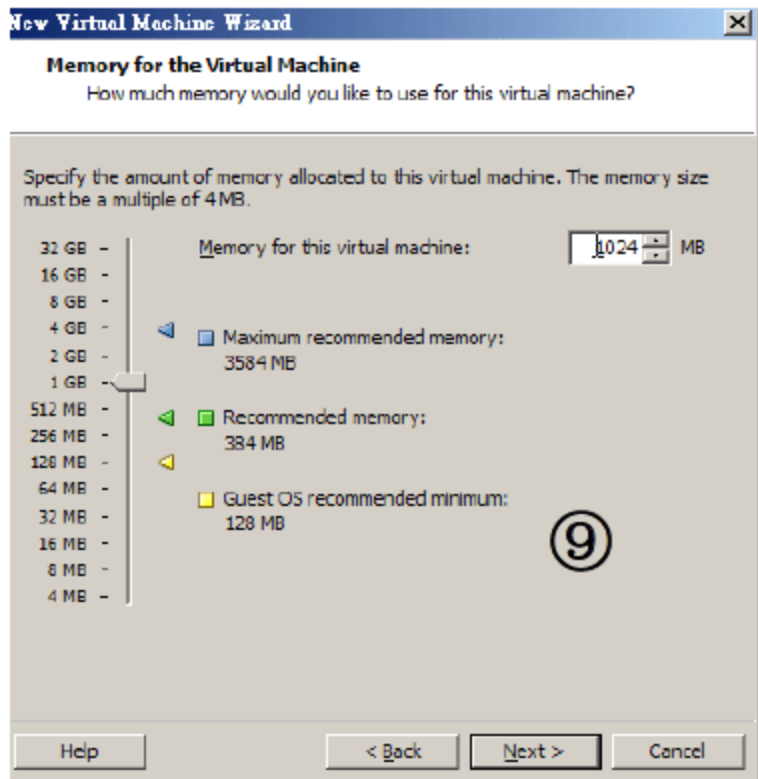 New Virtual Machine Wizard
Memory for the Virtual Machine
How much memory would you like to use for this virtual machine?
Specify the amount of memory allocated to this virtual machine. The memory size
must be a multiple of 4 MB.
32 GB
16 GB
8 GB
4 GB
2 GB
1 GB
512 MB
256 MB
128 MB
64 MB
32 MB
16 MB
8 MB
4 MB
Memory for this virtual machine: 1024 MB
Maximum recommended memory:
3584 MB
Recommended memory:
384 MB
Guest OS recommended minimum:
128 MB
⑨
Help < Back Next > Cancel